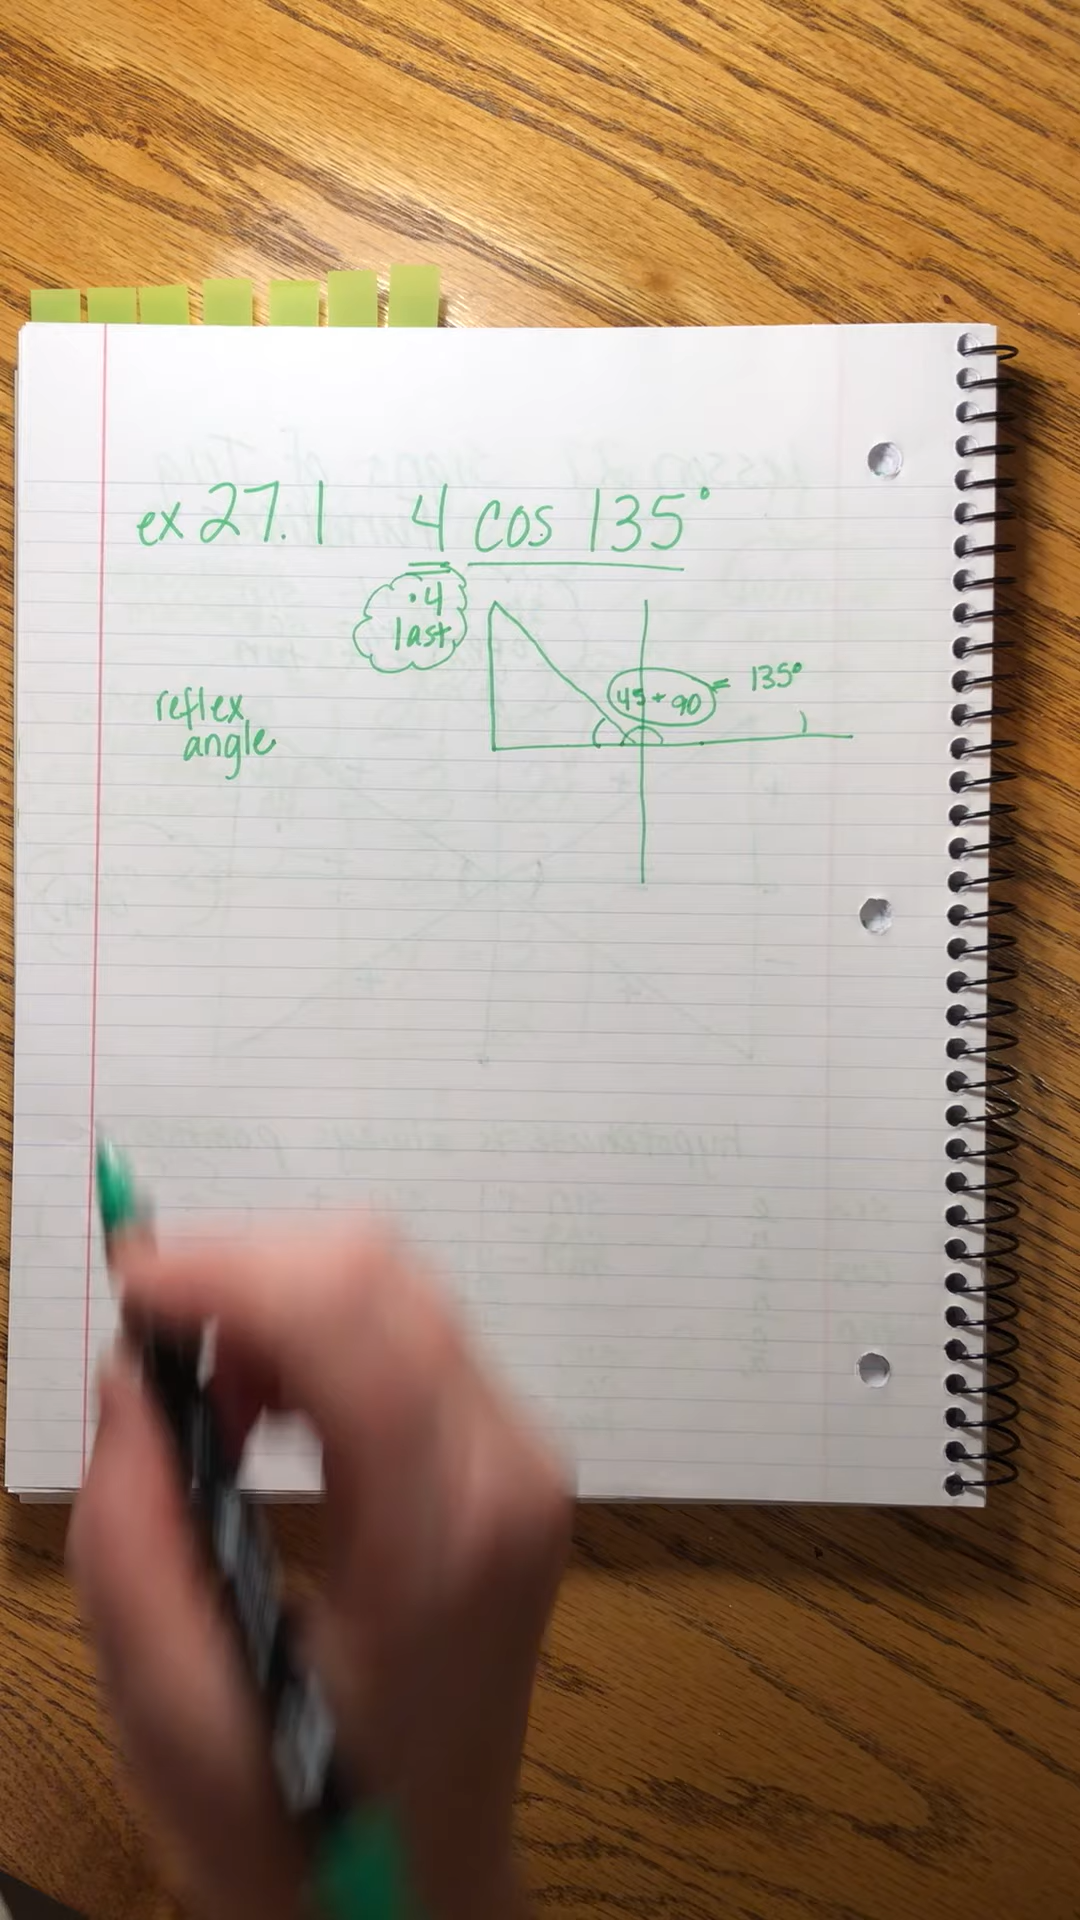 ex 27.1 4 cos 135°
·4
last
45 + 90 = 135°
reflex
angle